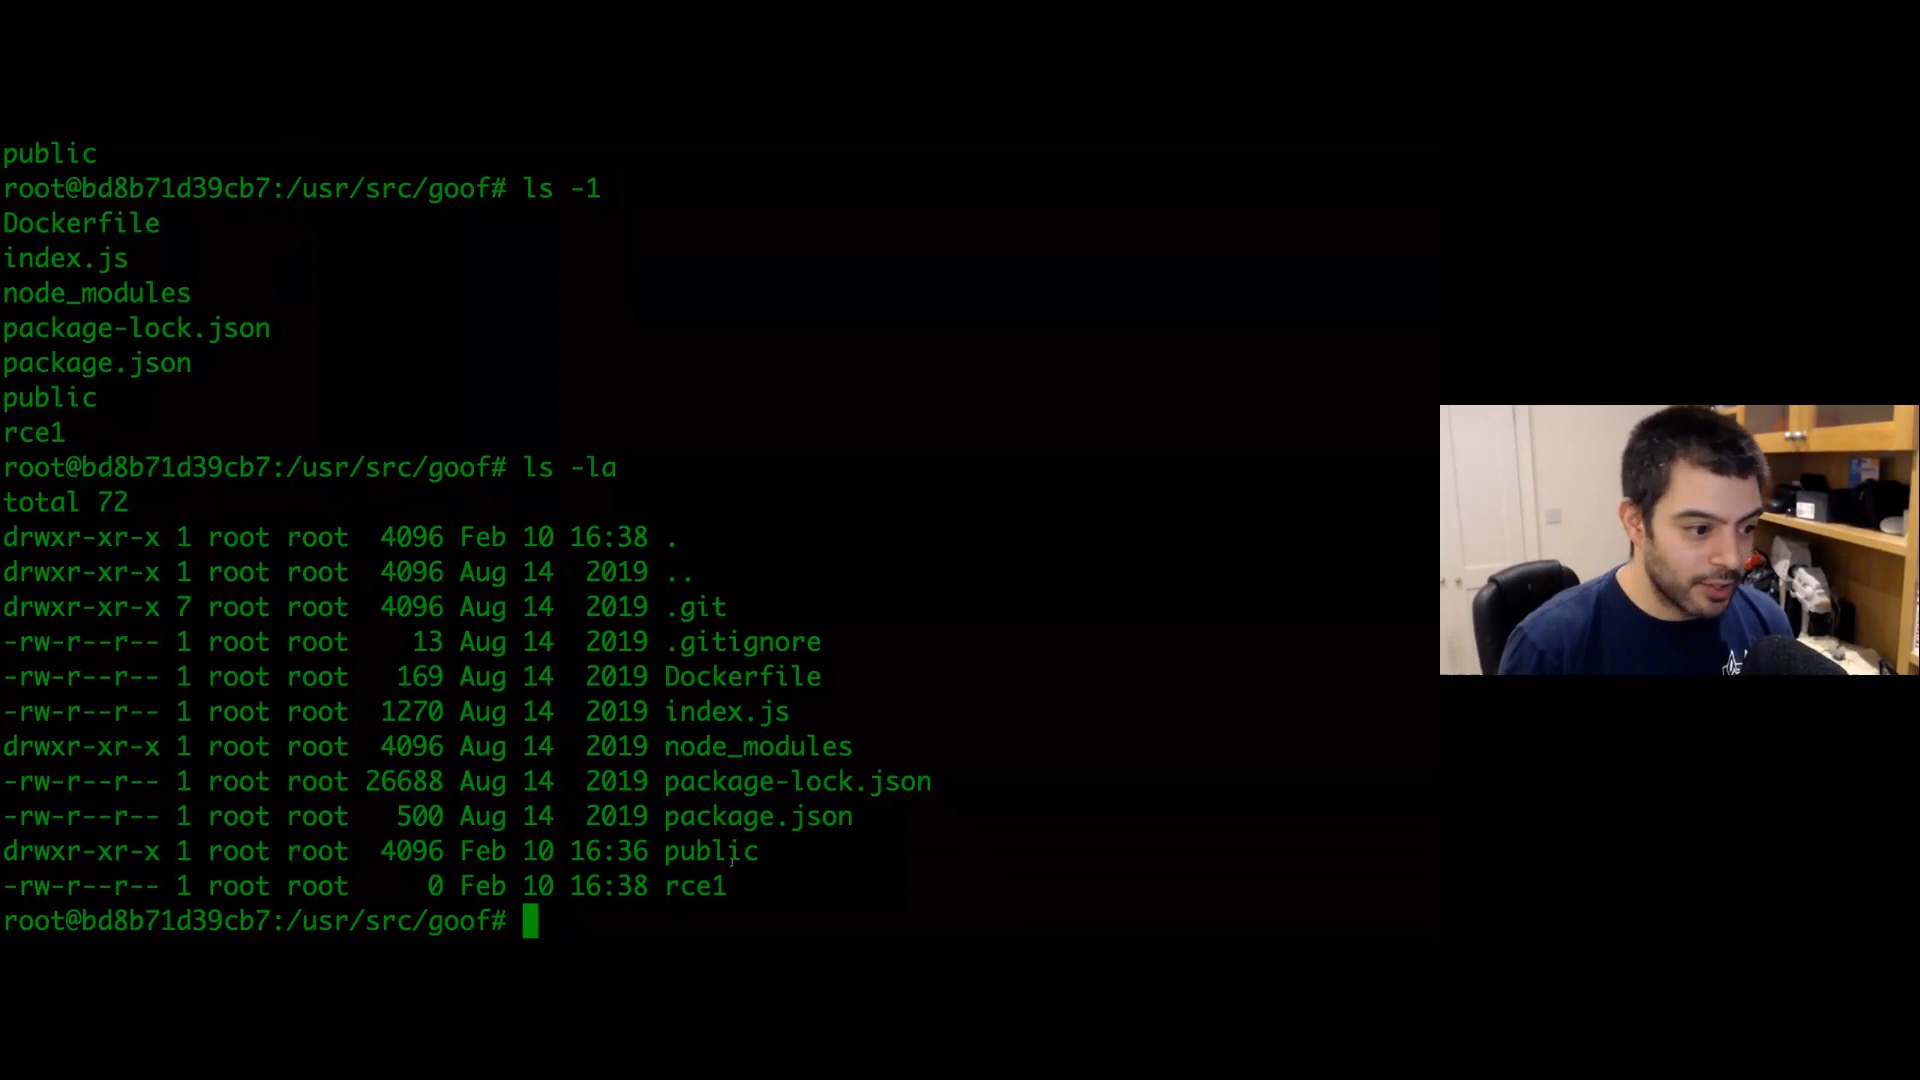 public
root@bd8b71d39cb7:/usr/src/goof# ls -1
Dockerfile
index.js
node_modules
package-lock.json
package.json
public
rce1
root@bd8b71d39cb7:/usr/src/goof# ls -la
total 72
drwxr-xr-x 1 root root  4096 Feb 10 16:38 .
drwxr-xr-x 1 root root  4096 Aug 14  2019 ..
drwxr-xr-x 7 root root  4096 Aug 14  2019 .git
-rw-r--r-- 1 root root    13 Aug 14  2019 .gitignore
-rw-r--r-- 1 root root   169 Aug 14  2019 Dockerfile
-rw-r--r-- 1 root root  1270 Aug 14  2019 index.js
drwxr-xr-x 1 root root  4096 Aug 14  2019 node_modules
-rw-r--r-- 1 root root 26688 Aug 14  2019 package-lock.json
-rw-r--r-- 1 root root   500 Aug 14  2019 package.json
drwxr-xr-x 1 root root  4096 Feb 10 16:36 public
-rw-r--r-- 1 root root     0 Feb 10 16:38 rce1
root@bd8b71d39cb7:/usr/src/goof#